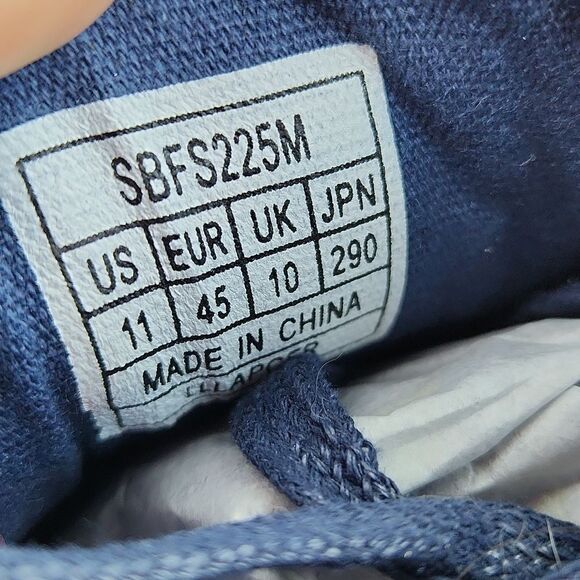 SBFS225M
US EUR UK JPN
11 45 10 290
MADE IN CHINA